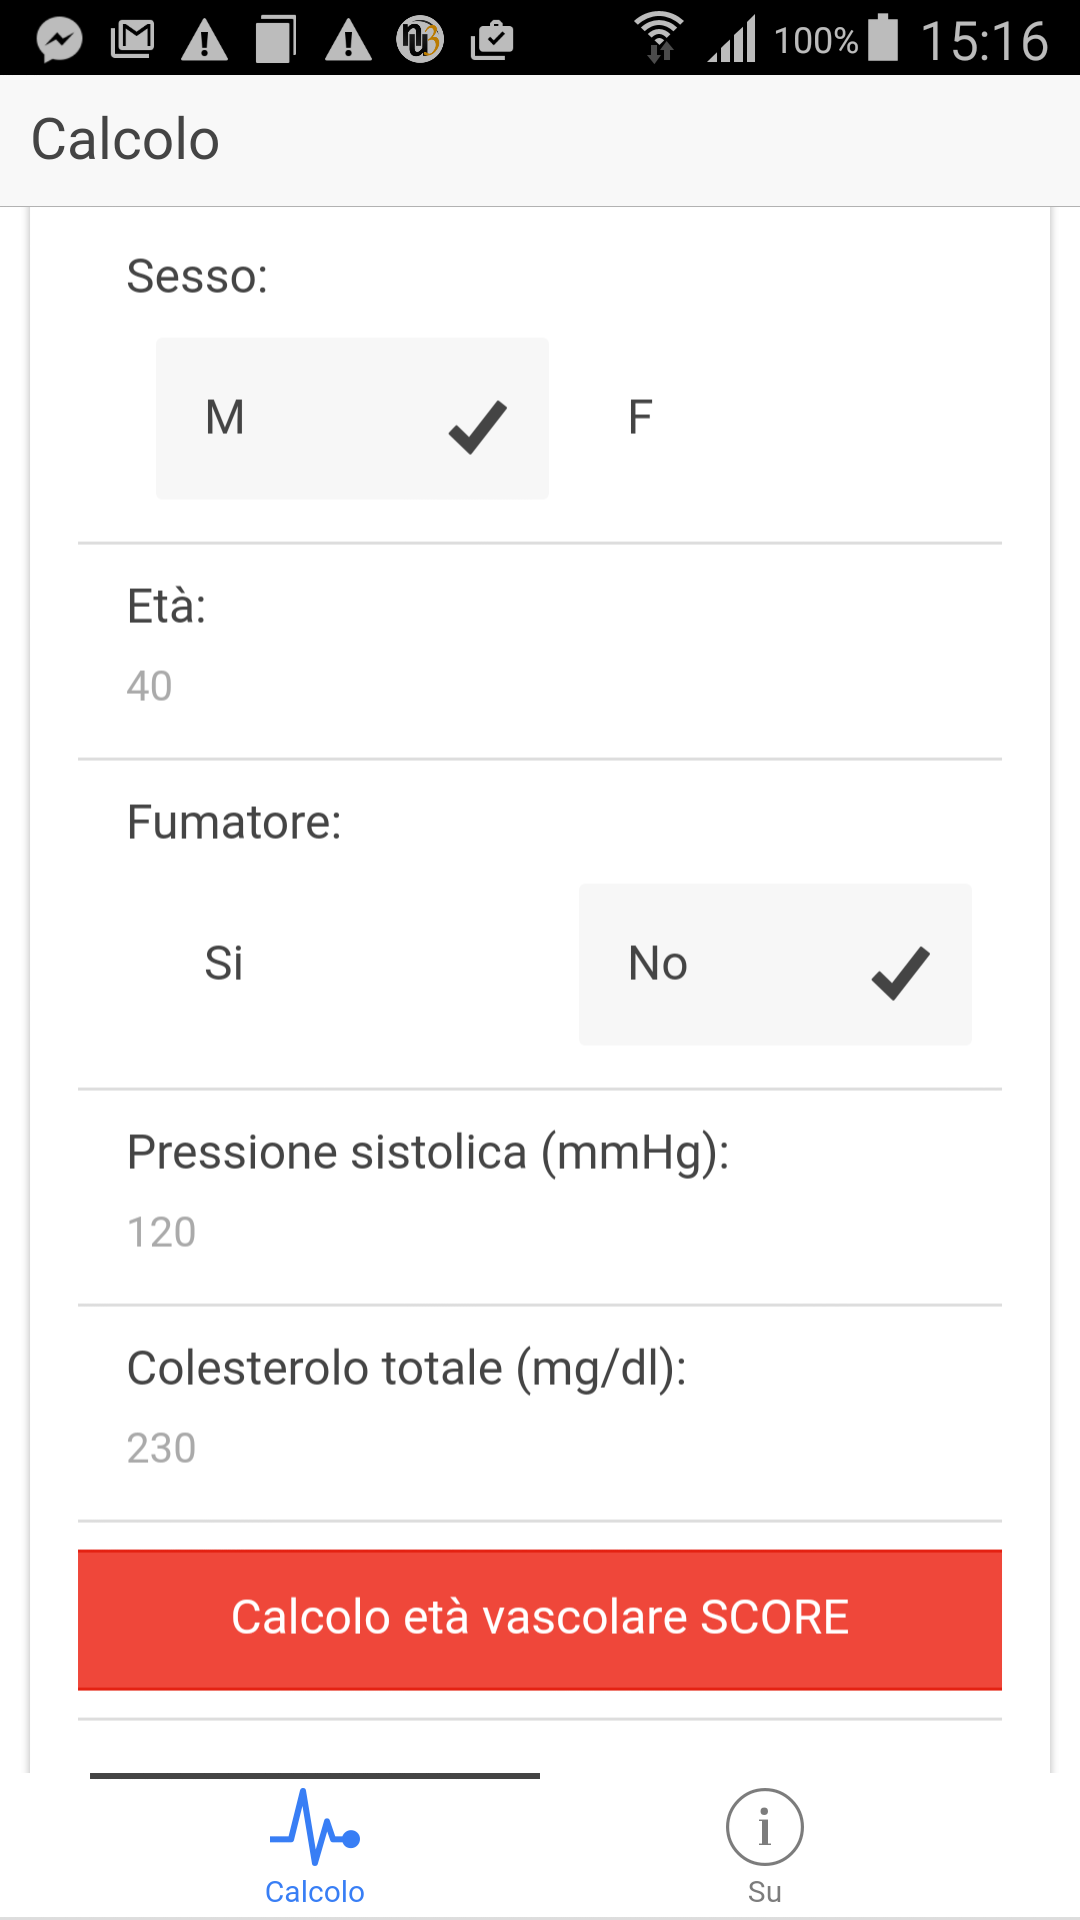 100% 15:16
Calcolo
Sesso:
M F
Età:
40
Fumatore:
Si No
Pressione sistolica (mmHg):
120
Colesterolo totale (mg/dl):
230
Calcolo età vascolare SCORE
Calcolo Su